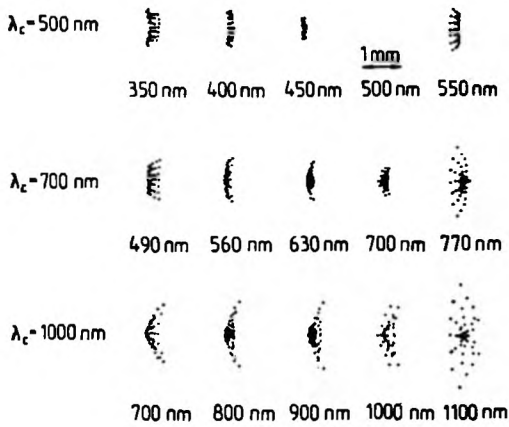 λc=500 nm
1mm
350 nm 400 nm 450 nm 500 nm 550 nm
λc=700 nm
490 nm 560 nm 630 nm 700 nm 770 nm
λc=1000 nm
700 nm 800 nm 900 nm 1000 nm 1100 nm